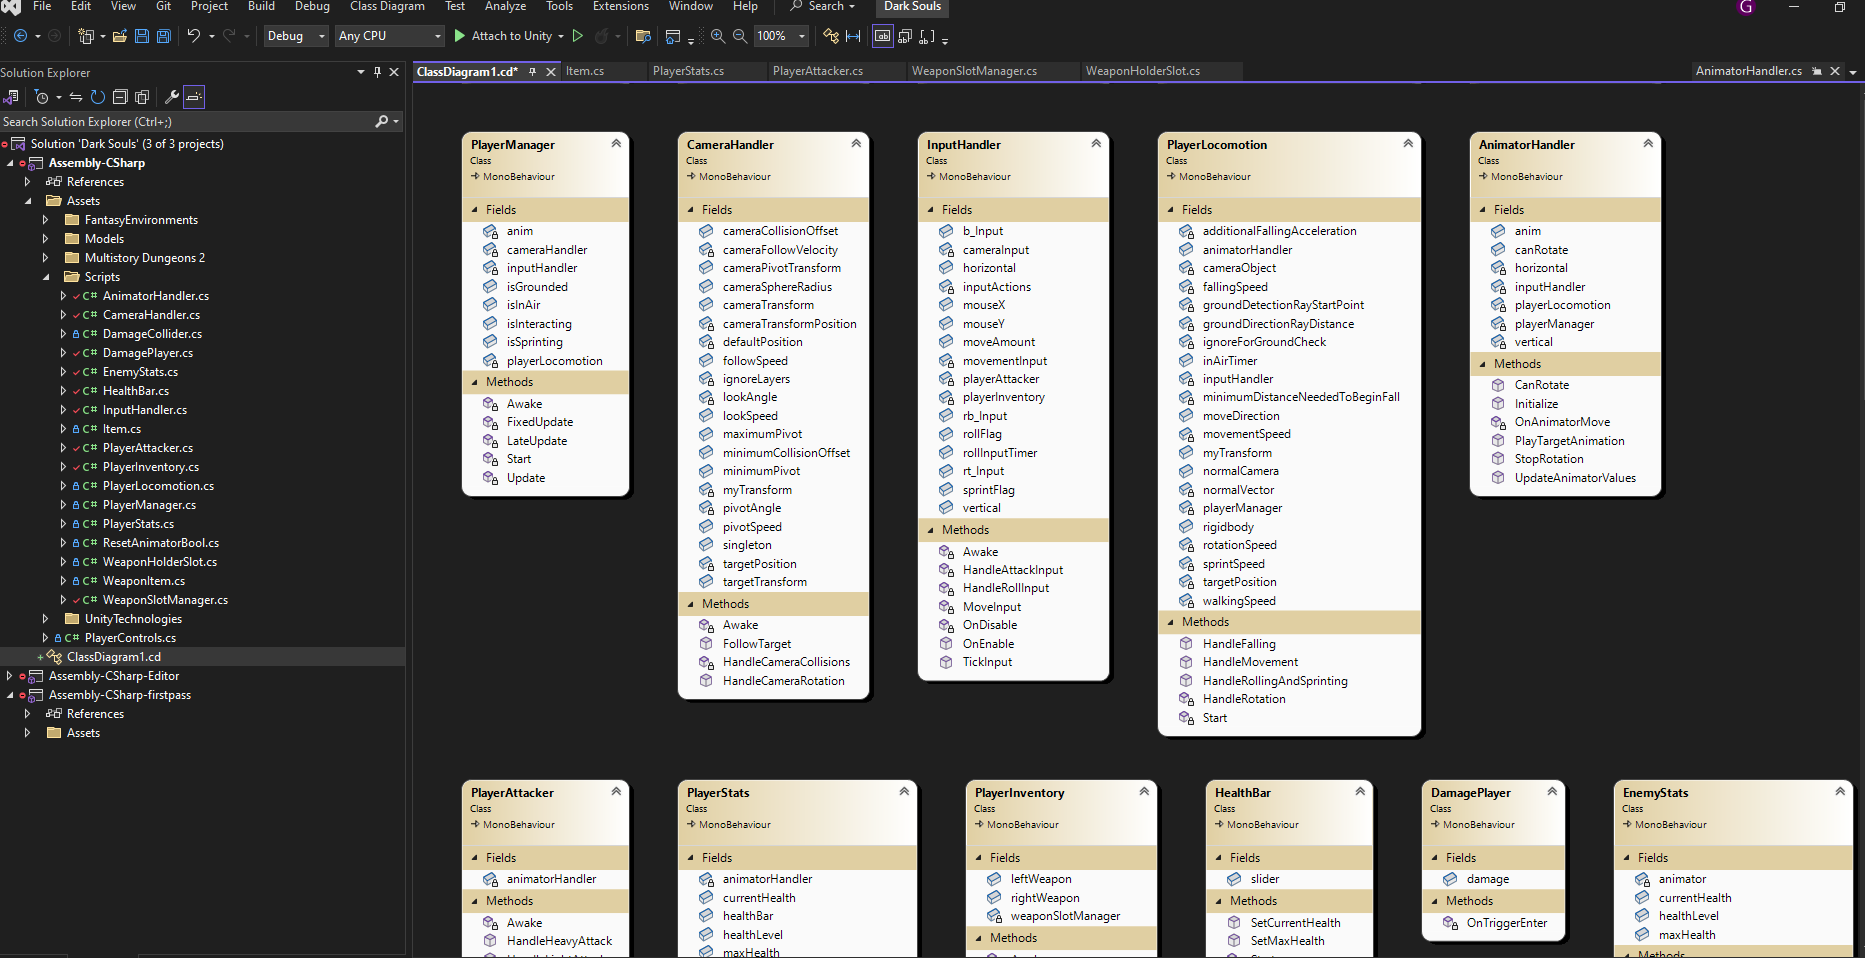 File Edit View Git Project Build Debug Class Diagram Test Analyze Tools Extensions Window Help Search Dark Souls G
Debug Any CPU Attach to Unity 100%
Solution Explorer
Search Solution Explorer (Ctrl+;)
Solution 'Dark Souls' (3 of 3 projects)
Assembly-CSharp
References
Assets
FantasyEnvironments
Models
Multistory Dungeons 2
Scripts
C# AnimatorHandler.cs
C# CameraHandler.cs
C# DamageCollider.cs
C# DamagePlayer.cs
C# EnemyStats.cs
C# HealthBar.cs
C# InputHandler.cs
C# Item.cs
C# PlayerAttacker.cs
C# PlayerInventory.cs
C# PlayerLocomotion.cs
C# PlayerManager.cs
C# PlayerStats.cs
C# ResetAnimatorBool.cs
C# WeaponHolderSlot.cs
C# WeaponItem.cs
C# WeaponSlotManager.cs
UnityTechnologies
C# PlayerControls.cs
ClassDiagram1.cd
Assembly-CSharp-Editor
Assembly-CSharp-firstpass
References
Assets
ClassDiagram1.cd* Item.cs PlayerStats.cs PlayerAttacker.cs WeaponSlotManager.cs WeaponHolderSlot.cs AnimatorHandler.cs
PlayerManager
Class
MonoBehaviour
Fields
anim
cameraHandler
inputHandler
isGrounded
isInAir
isInteracting
isSprinting
playerLocomotion
Methods
Awake
FixedUpdate
LateUpdate
Start
Update
CameraHandler
Class
MonoBehaviour
Fields
cameraCollisionOffset
cameraFollowVelocity
cameraPivotTransform
cameraSphereRadius
cameraTransform
cameraTransformPosition
defaultPosition
followSpeed
ignoreLayers
lookAngle
lookSpeed
maximumPivot
minimumCollisionOffset
minimumPivot
myTransform
pivotAngle
pivotSpeed
singleton
targetPosition
targetTransform
Methods
Awake
FollowTarget
HandleCameraCollisions
HandleCameraRotation
InputHandler
Class
MonoBehaviour
Fields
b_Input
cameraInput
horizontal
inputActions
mouseX
mouseY
moveAmount
movementInput
playerAttacker
playerInventory
rb_Input
rollFlag
rollInputTimer
rt_Input
sprintFlag
vertical
Methods
Awake
HandleAttackInput
HandleRollInput
MoveInput
OnDisable
OnEnable
TickInput
PlayerLocomotion
Class
MonoBehaviour
Fields
additionalFallingAcceleration
animatorHandler
cameraObject
fallingSpeed
groundDetectionRayStartPoint
groundDirectionRayDistance
ignoreForGroundCheck
inAirTimer
inputHandler
minimumDistanceNeededToBeginFall
moveDirection
movementSpeed
myTransform
normalCamera
normalVector
playerManager
rigidbody
rotationSpeed
sprintSpeed
targetPosition
walkingSpeed
Methods
HandleFalling
HandleMovement
HandleRollingAndSprinting
HandleRotation
Start
AnimatorHandler
Class
MonoBehaviour
Fields
anim
canRotate
horizontal
inputHandler
playerLocomotion
playerManager
vertical
Methods
CanRotate
Initialize
OnAnimatorMove
PlayTargetAnimation
StopRotation
UpdateAnimatorValues
PlayerAttacker
Class
MonoBehaviour
Fields
animatorHandler
Methods
Awake
HandleHeavyAttack
PlayerStats
Class
MonoBehaviour
Fields
animatorHandler
currentHealth
healthBar
healthLevel
maxHealth
PlayerInventory
Class
MonoBehaviour
Fields
leftWeapon
rightWeapon
weaponSlotManager
Methods
HealthBar
Class
MonoBehaviour
Fields
slider
Methods
SetCurrentHealth
SetMaxHealth
DamagePlayer
Class
MonoBehaviour
Fields
damage
Methods
OnTriggerEnter
EnemyStats
Class
MonoBehaviour
Fields
animator
currentHealth
healthLevel
maxHealth
Methods